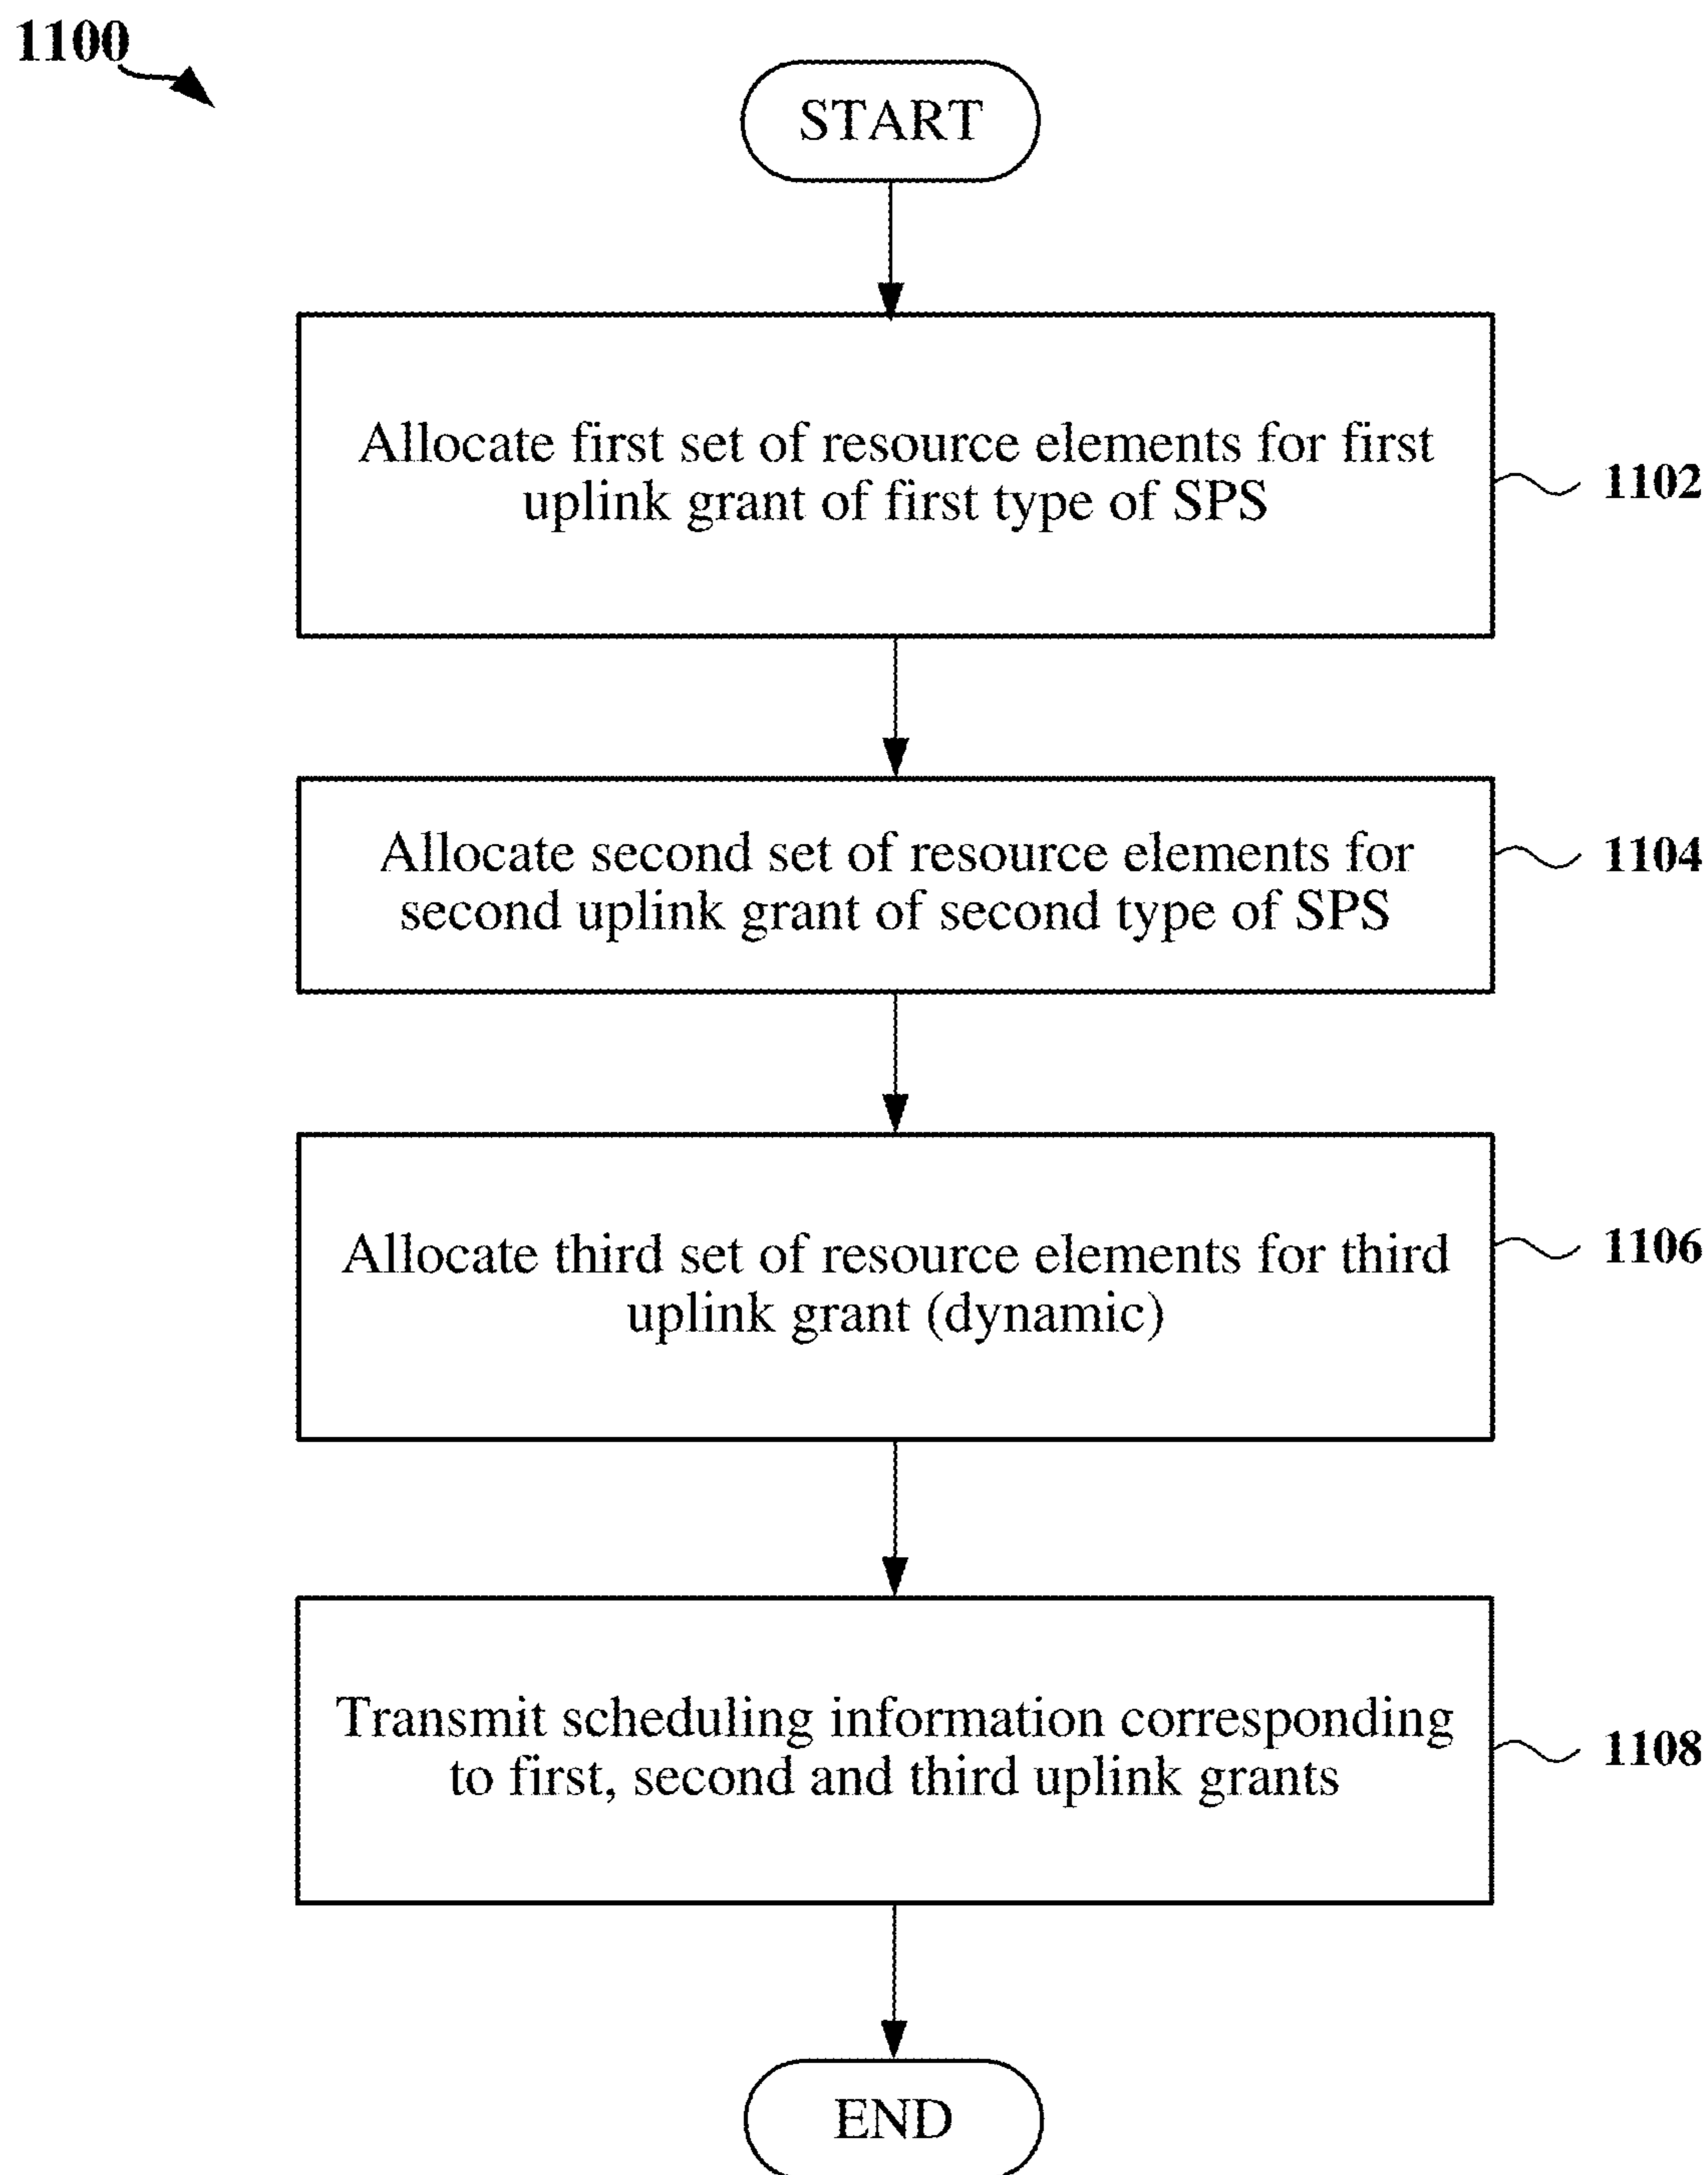 1100
START
Allocate first set of resource elements for first
uplink grant of first type of SPS
1102
Allocate second set of resource elements for
second uplink grant of second type of SPS
1104
Allocate third set of resource elements for third
uplink grant (dynamic)
1106
Transmit scheduling information corresponding
to first, second and third uplink grants
1108
END